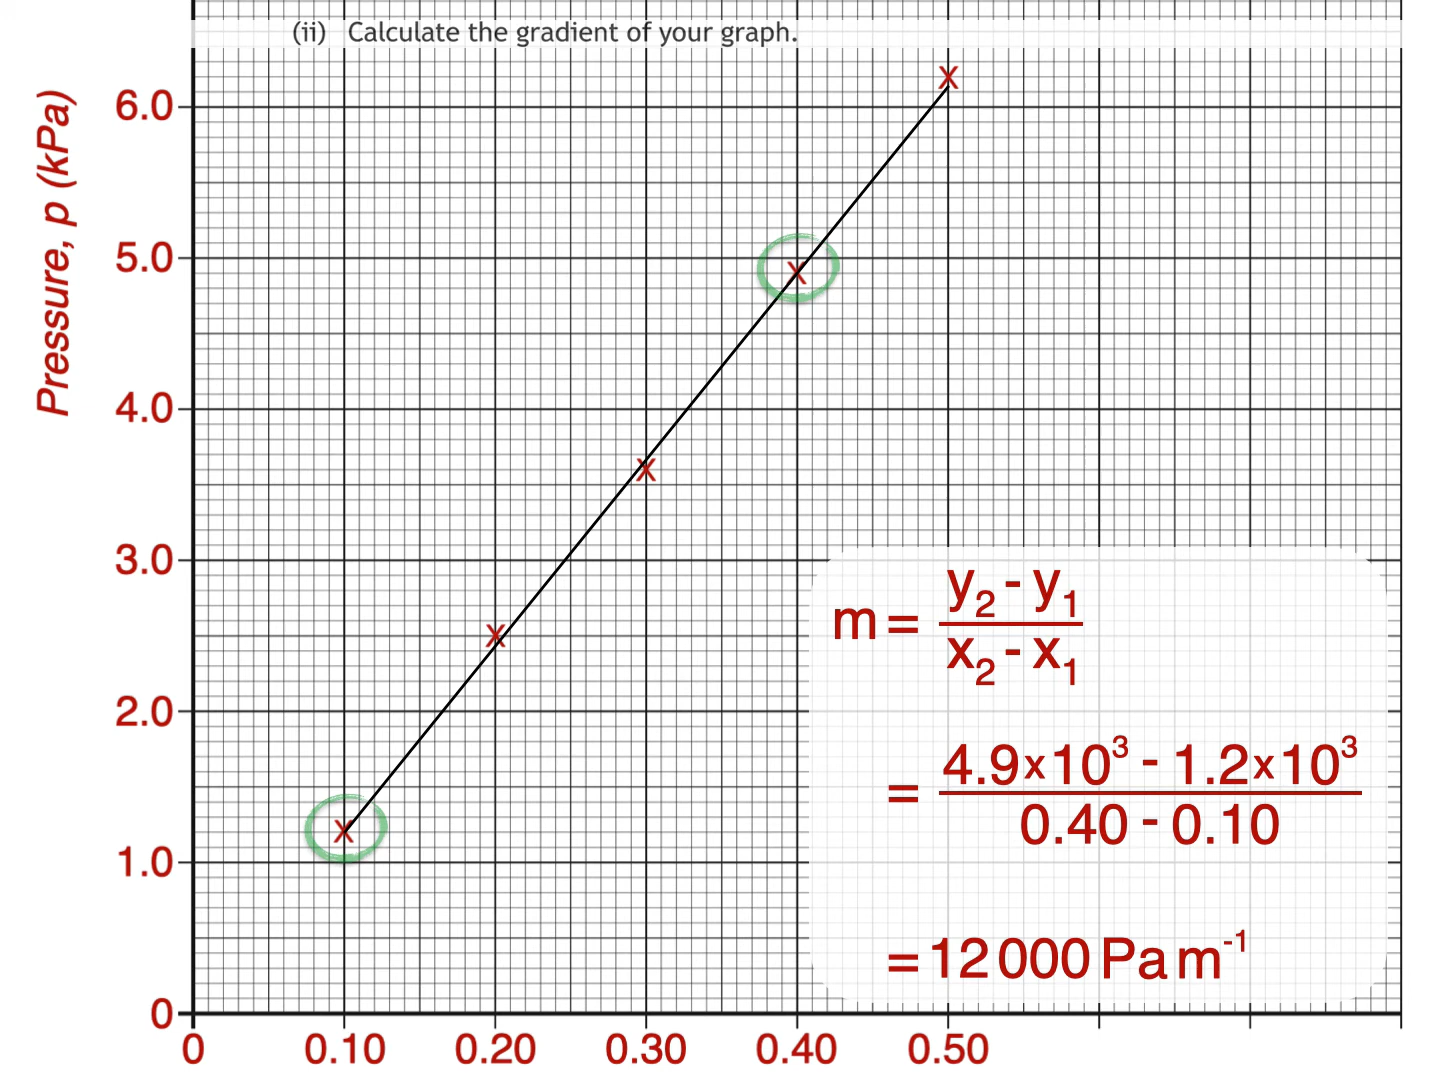 (ii) Calculate the gradient of your graph.
Pressure, p (kPa)
6.0
5.0
4.0
3.0
2.0
1.0
0
0 0.10 0.20 0.30 0.40 0.50
m = y₂ - y₁
x₂ - x₁
= 4.9x10³ - 1.2x10³
0.40 - 0.10
= 12 000 Pa m⁻¹